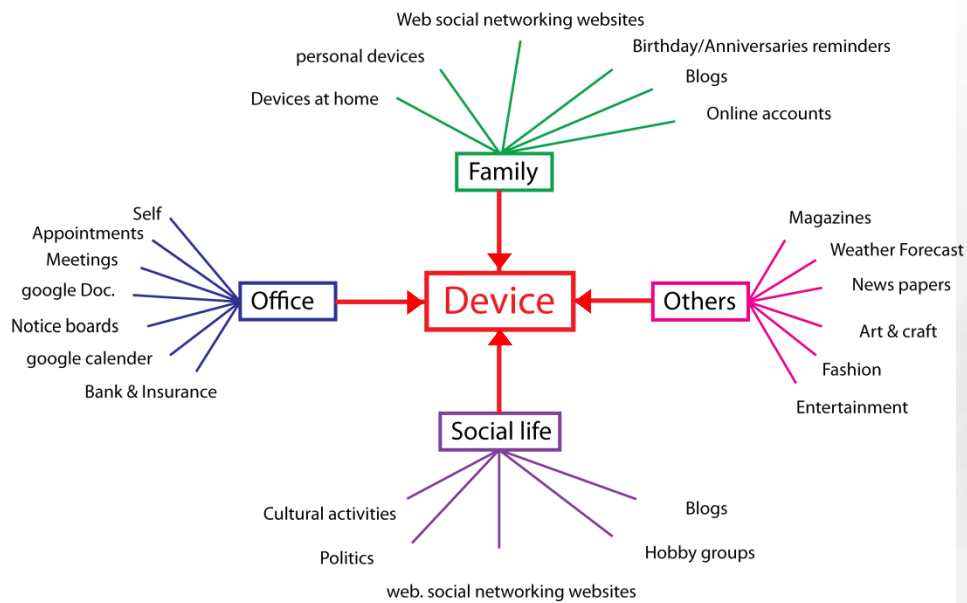 Web social networking websites
personal devices
Birthday/Anniversaries reminders
Devices at home
Blogs
Online accounts
Family
Self
Appointments
Meetings
google Doc.
Notice boards
google calender
Bank & Insurance
Office
Device
Others
Magazines
Weather Forecast
News papers
Art & craft
Fashion
Entertainment
Social life
Cultural activities
Politics
web. social networking websites
Hobby groups
Blogs